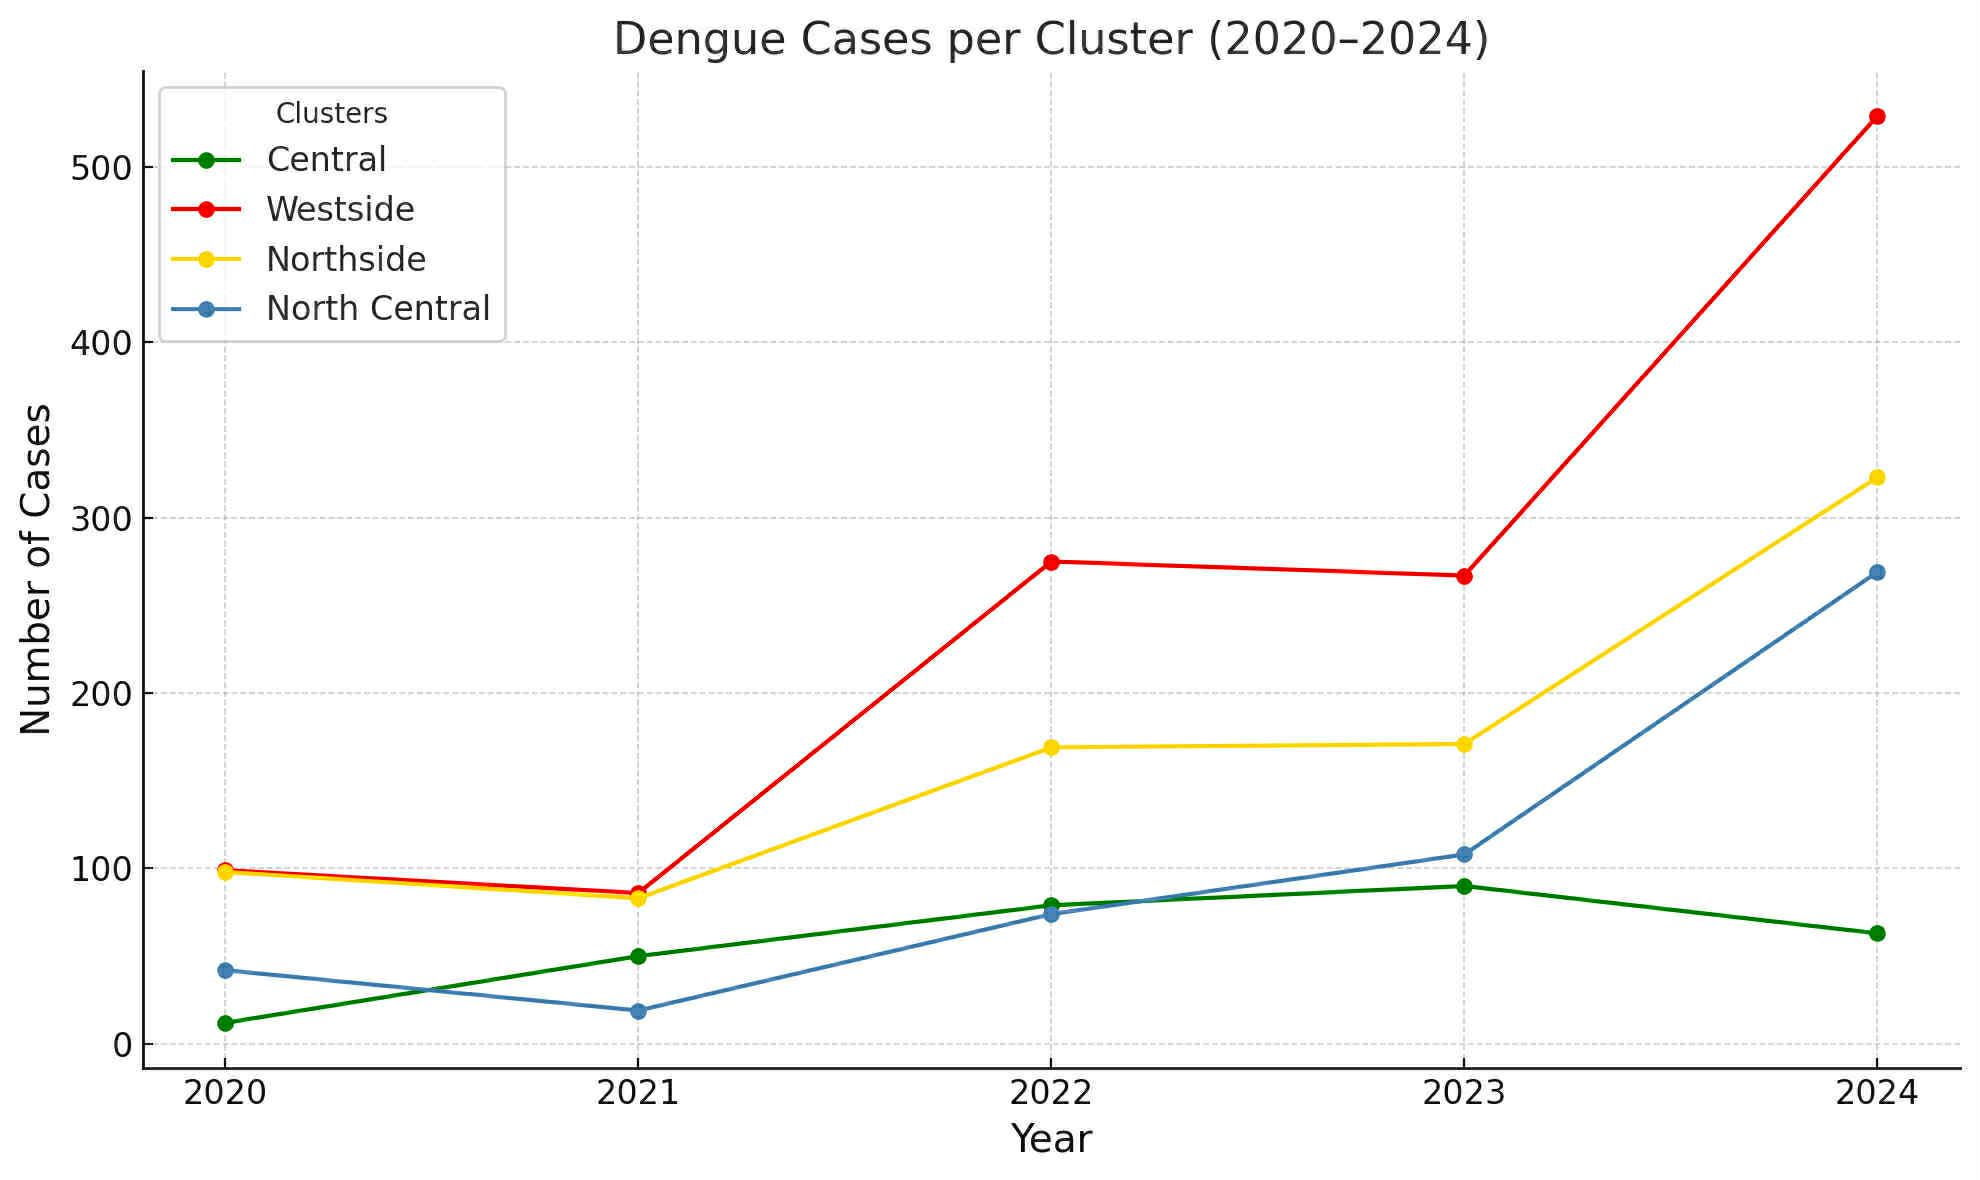 Dengue Cases per Cluster (2020–2024)
Clusters
Central
Westside
Northside
North Central
Number of Cases
500
400
300
200
100
0
2020 2021 2022 2023 2024
Year